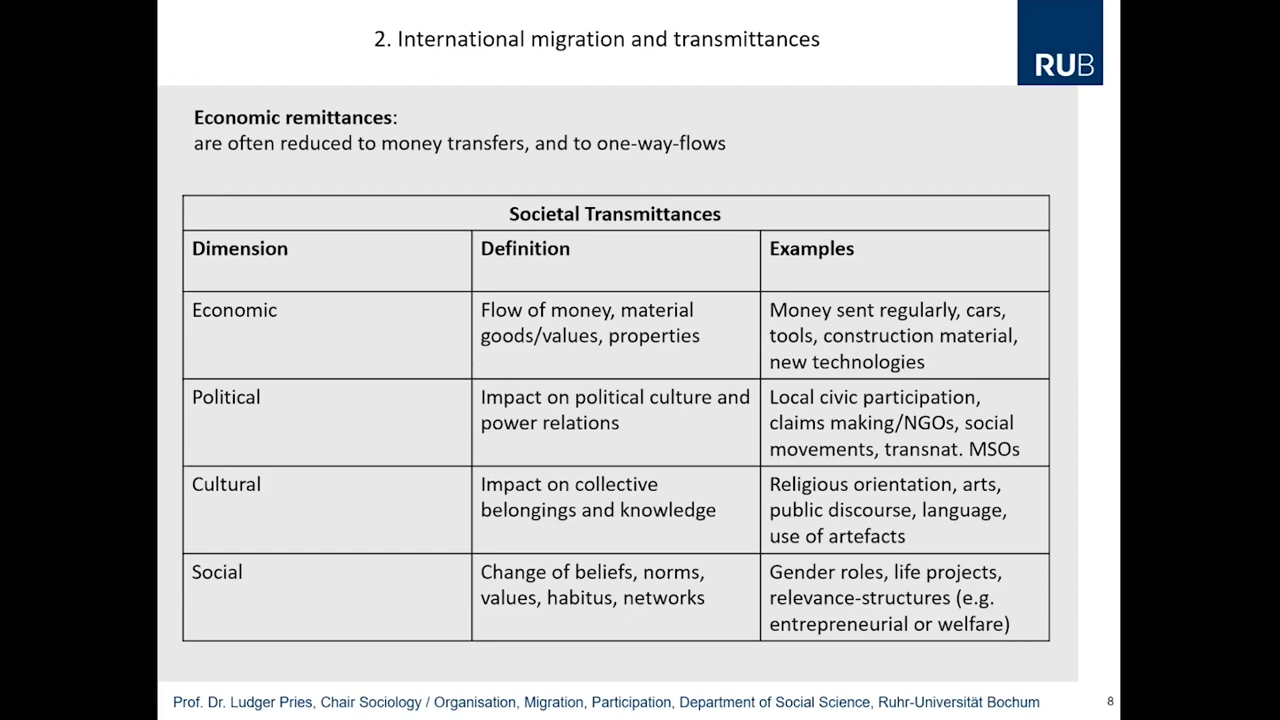 2. International migration and transmittances
RUB
Economic remittances:
are often reduced to money transfers, and to one-way-flows
Societal Transmittances
Dimension
Definition
Examples
Economic
Flow of money, material
goods/values, properties
Money sent regularly, cars,
tools, construction material,
new technologies
Political
Impact on political culture and
power relations
Local civic participation,
claims making/NGOs, social
movements, transnat. MSOs
Cultural
Impact on collective
belongings and knowledge
Religious orientation, arts,
public discourse, language,
use of artefacts
Social
Change of beliefs, norms,
values, habitus, networks
Gender roles, life projects,
relevance-structures (e.g.
entrepreneurial or welfare)
Prof. Dr. Ludger Pries, Chair Sociology / Organisation, Migration, Participation, Department of Social Science, Ruhr-Universität Bochum
8